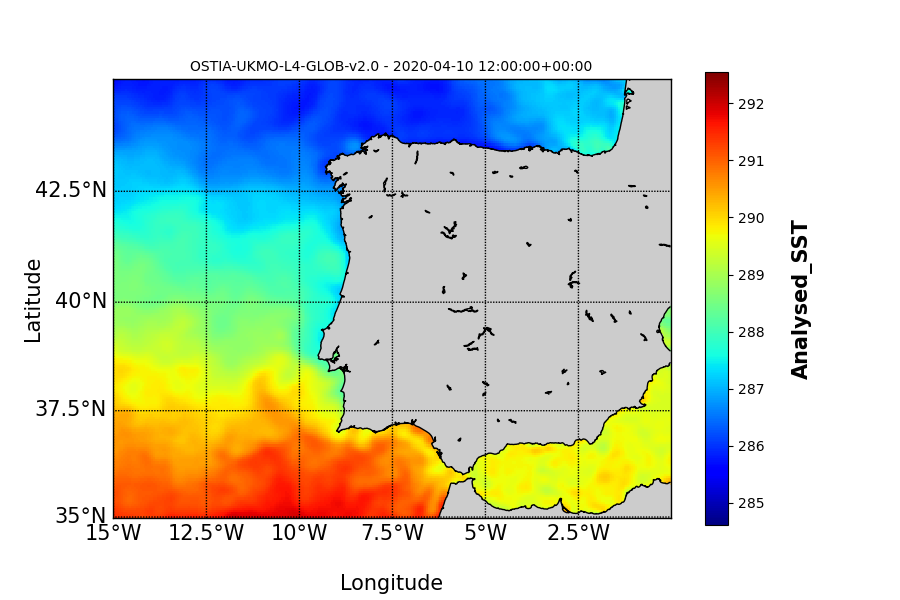 OSTIA-UKMO-L4-GLOB-v2.0 - 2020-04-10 12:00:00+00:00
292
291
42.5°N
290
289
Latitude
Analysed_SST
40°N
288
287
37.5°N
286
285
35°N
15°W 12.5°W 10°W 7.5°W 5°W 2.5°W
Longitude